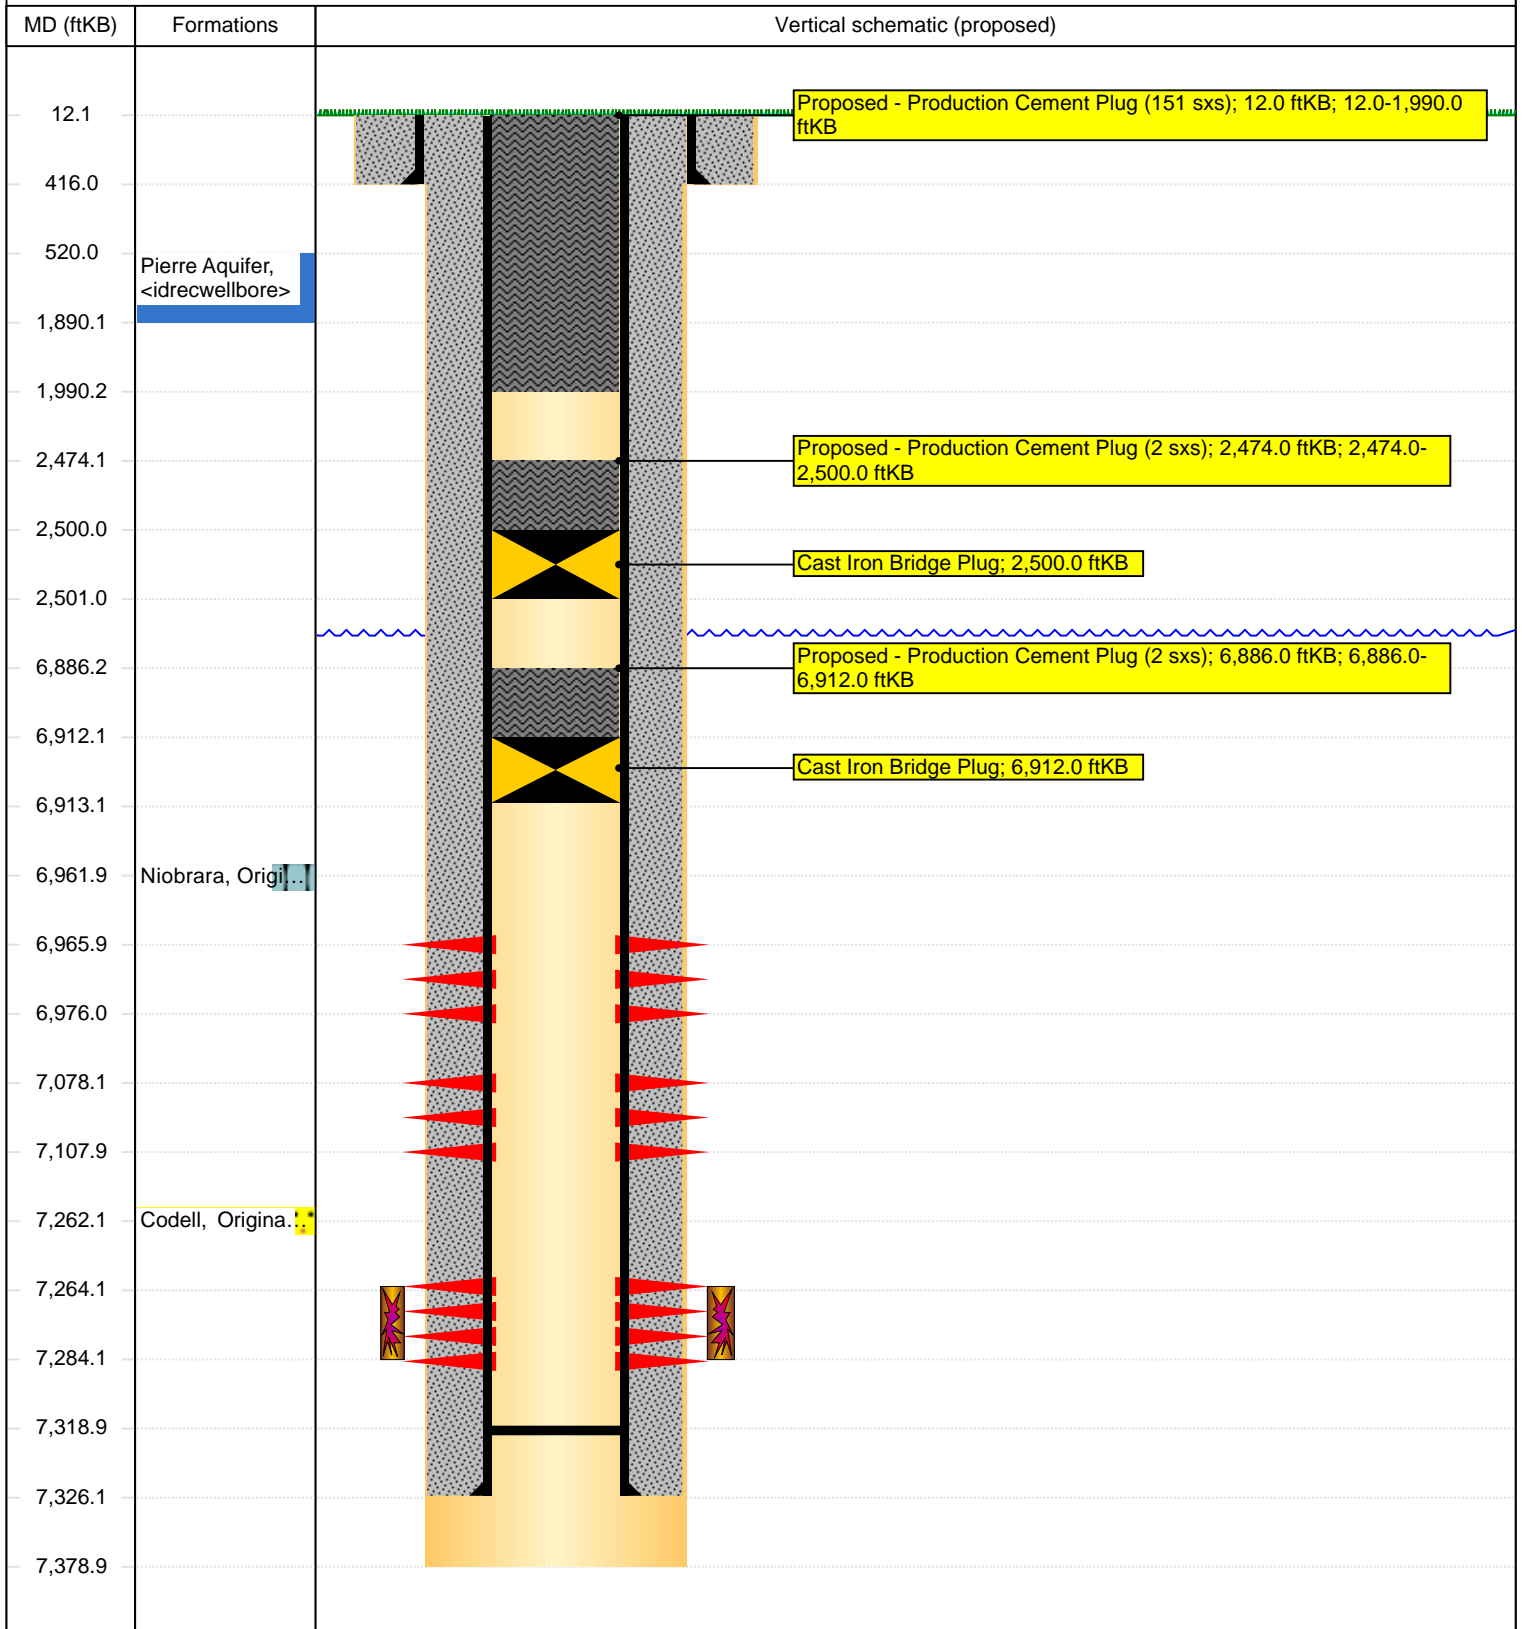 MD (ftKB)
Formations
Vertical schematic (proposed)
12.1
Proposed - Production Cement Plug (151 sxs); 12.0 ftKB; 12.0-1,990.0
ftKB
416.0
520.0
Pierre Aquifer,
<idrecwellbore>
1,890.1
1,990.2
2,474.1
Proposed - Production Cement Plug (2 sxs); 2,474.0 ftKB; 2,474.0-
2,500.0 ftKB
2,500.0
Cast Iron Bridge Plug; 2,500.0 ftKB
2,501.0
6,886.2
Proposed - Production Cement Plug (2 sxs); 6,886.0 ftKB; 6,886.0-
6,912.0 ftKB
6,912.1
Cast Iron Bridge Plug; 6,912.0 ftKB
6,913.1
6,961.9
Niobrara, Origi...
6,965.9
6,976.0
7,078.1
7,107.9
7,262.1
Codell, Origina...
7,264.1
7,284.1
7,318.9
7,326.1
7,378.9